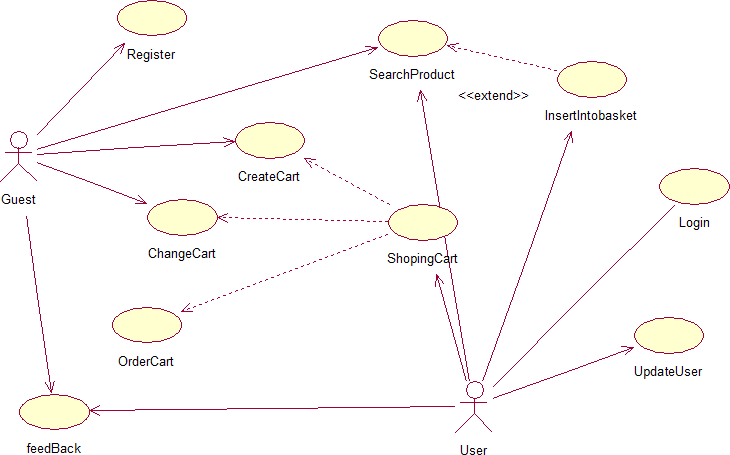 Register
SearchProduct
<<extend>>
InsertIntobasket
CreateCart
Guest
Login
ChangeCart
ShopingCart
OrderCart
UpdateUser
feedBack
User